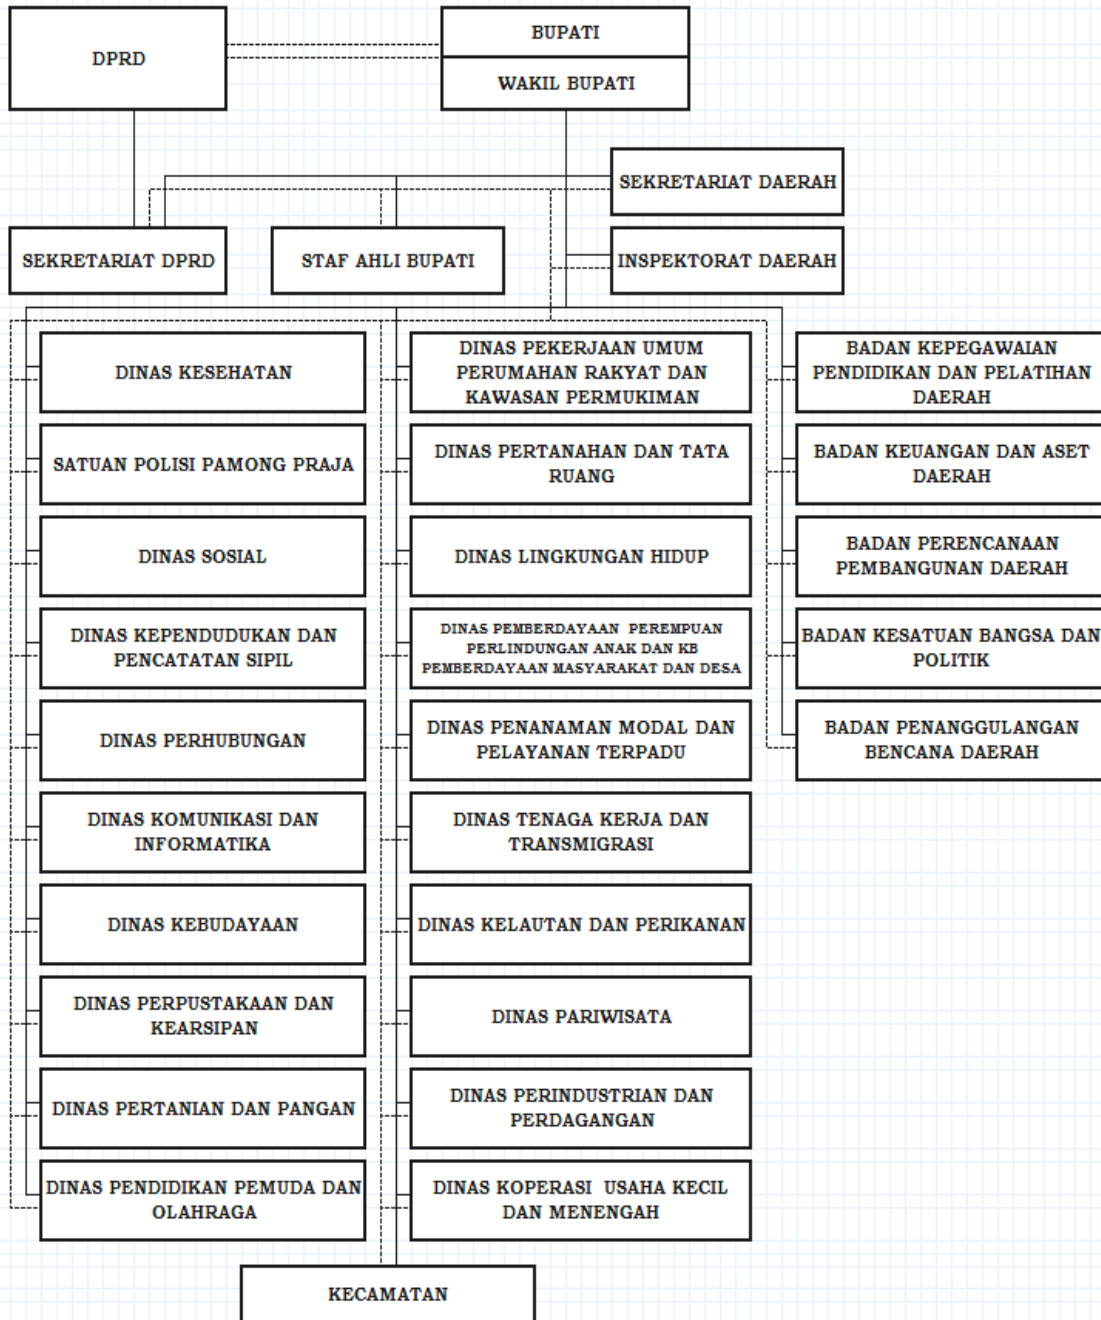 DPRD
BUPATI
WAKIL BUPATI
SEKRETARIAT DAERAH
SEKRETARIAT DPRD
STAF AHLI BUPATI
INSPEKTORAT DAERAH
DINAS KESEHATAN
SATUAN POLISI PAMONG PRAJA
DINAS SOSIAL
DINAS KEPENDUDUKAN DAN
PENCATATAN SIPIL
DINAS PERHUBUNGAN
DINAS KOMUNIKASI DAN
INFORMATIKA
DINAS KEBUDAYAAN
DINAS PERPUSTAKAAN DAN
KEARSIPAN
DINAS PERTANIAN DAN PANGAN
DINAS PENDIDIKAN PEMUDA DAN
OLAHRAGA
DINAS PEKERJAAN UMUM
PERUMAHAN RAKYAT DAN
KAWASAN PERMUKIMAN
DINAS PERTANAHAN DAN TATA
RUANG
DINAS LINGKUNGAN HIDUP
DINAS PEMBERDAYAAN PEREMPUAN
PERLINDUNGAN ANAK DAN KB
PEMBERDAYAAN MASYARAKAT DAN DESA
DINAS PENANAMAN MODAL DAN
PELAYANAN TERPADU
DINAS TENAGA KERJA DAN
TRANSMIGRASI
DINAS KELAUTAN DAN PERIKANAN
DINAS PARIWISATA
DINAS PERINDUSTRIAN DAN
PERDAGANGAN
DINAS KOPERASI USAHA KECIL
DAN MENENGAH
BADAN KEPEGAWAIAN
PENDIDIKAN DAN PELATIHAN
DAERAH
BADAN KEUANGAN DAN ASET
DAERAH
BADAN PERENCANAAN
PEMBANGUNAN DAERAH
BADAN KESATUAN BANGSA DAN
POLITIK
BADAN PENANGGULANGAN
BENCANA DAERAH
KECAMATAN